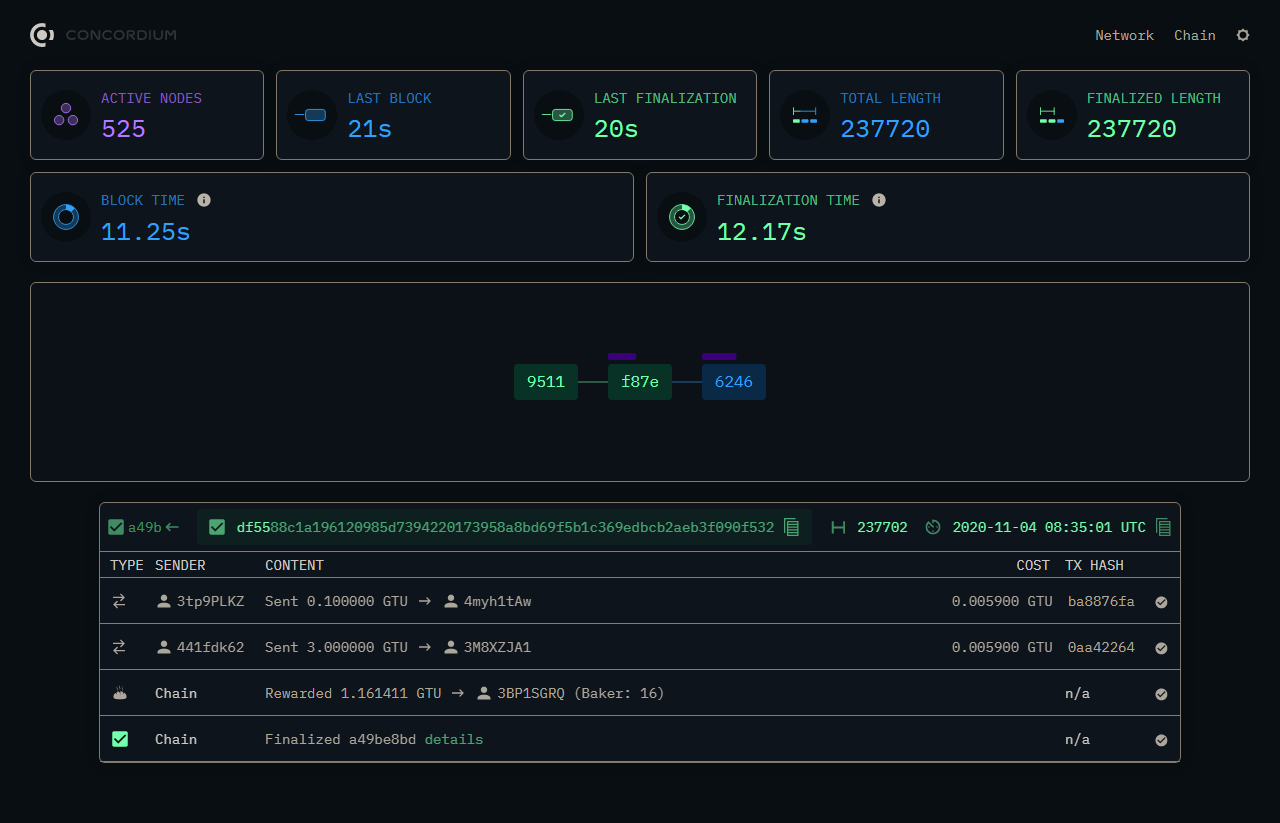 CONCORDIUM
Network Chain
ACTIVE NODES
525
LAST BLOCK
21s
LAST FINALIZATION
20s
TOTAL LENGTH
237720
FINALIZED LENGTH
237720
BLOCK TIME
11.25s
FINALIZATION TIME
12.17s
9511 f87e 6246
a49b ← df5588c1a196120985d7394220173958a8bd69f5b1c369edbcb2aeb3f090f532 237702 2020-11-04 08:35:01 UTC
TYPE SENDER CONTENT COST TX HASH
3tp9PLKZ Sent 0.100000 GTU → 4myh1tAw 0.005900 GTU ba8876fa
441fdk62 Sent 3.000000 GTU → 3M8XZJA1 0.005900 GTU 0aa42264
Chain Rewarded 1.161411 GTU → 3BP1SGRQ (Baker: 16) n/a
Chain Finalized a49be8bd details n/a